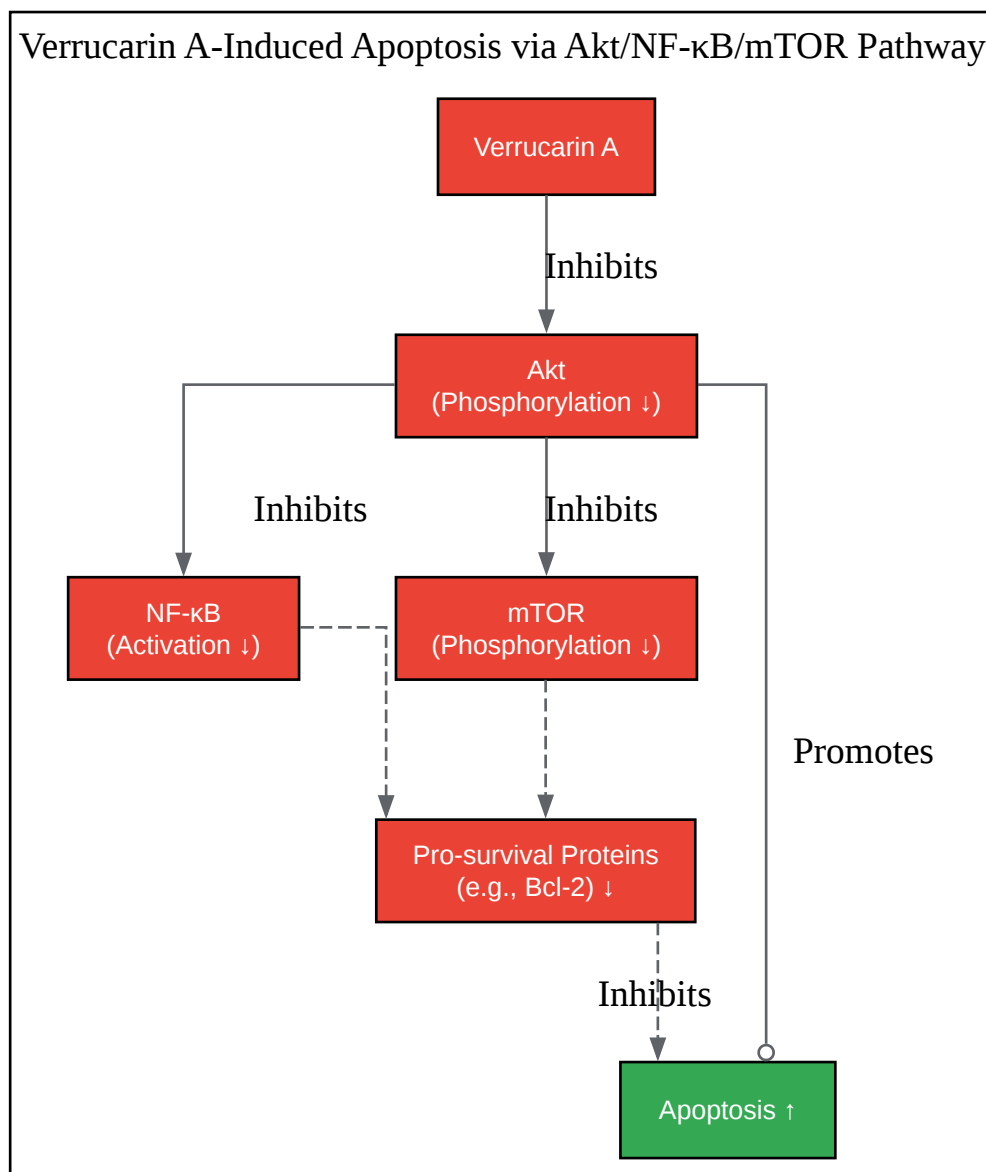 Verrucarin A-Induced Apoptosis via Akt/NF-κB/mTOR Pathway
Verrucarin A
Inhibits
Akt
(Phosphorylation ↓)
Inhibits
Inhibits
NF-κB
(Activation ↓)
mTOR
(Phosphorylation ↓)
Promotes
Pro-survival Proteins
(e.g., Bcl-2) ↓
Inhibits
Apoptosis ↑